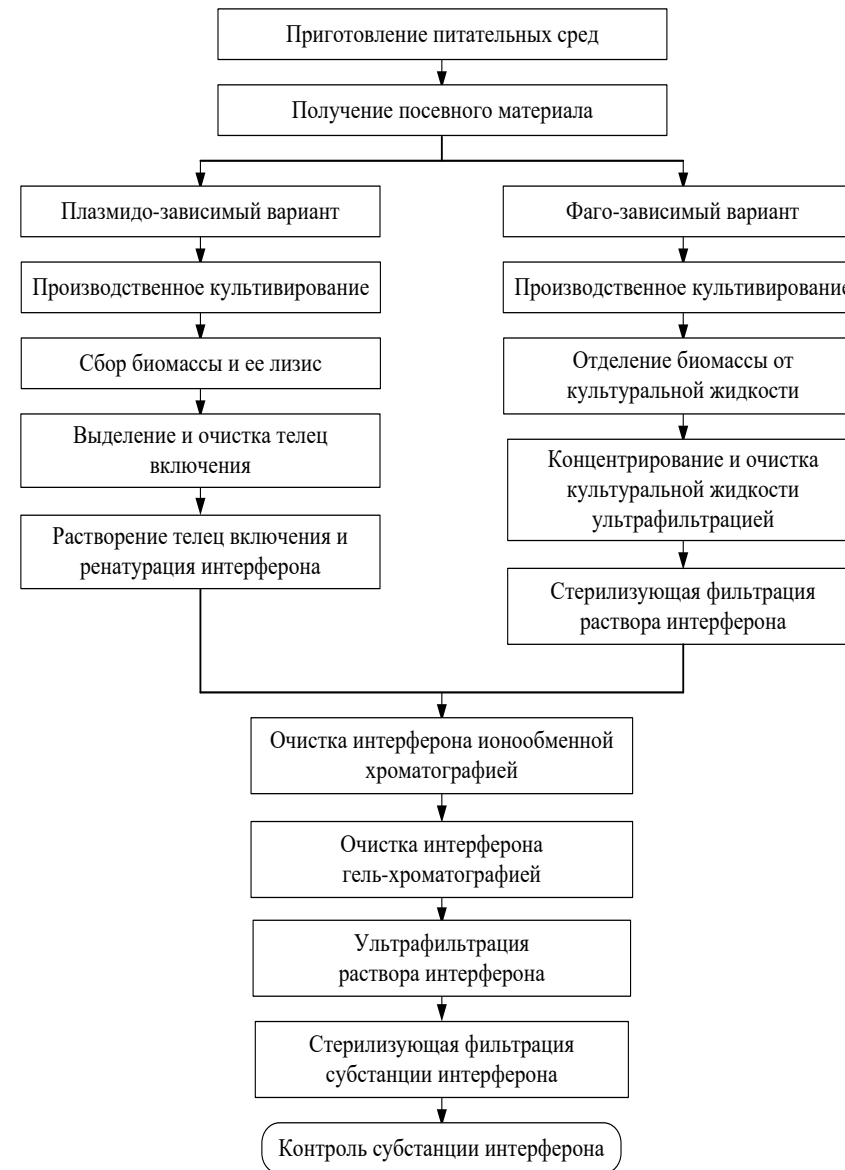 Приготовление питательных сред
Получение посевного материала
Плазмидо-зависимый вариант
Фаго-зависимый вариант
Производственное культивирование
Производственное культивирование
Сбор биомассы и ее лизис
Отделение биомассы от
культуральной жидкости
Выделение и очистка телец
включения
Концентрирование и очистка
культуральной жидкости
ультрафильтрацией
Растворение телец включения и
ренатурация интерферона
Стерилизующая фильтрация
раствора интерферона
Очистка интерферона ионообменной
хроматографией
Очистка интерферона
гель-хроматографией
Ультрафильтрация
раствора интерферона
Стерилизующая фильтрация
субстанции интерферона
Контроль субстанции интерферона